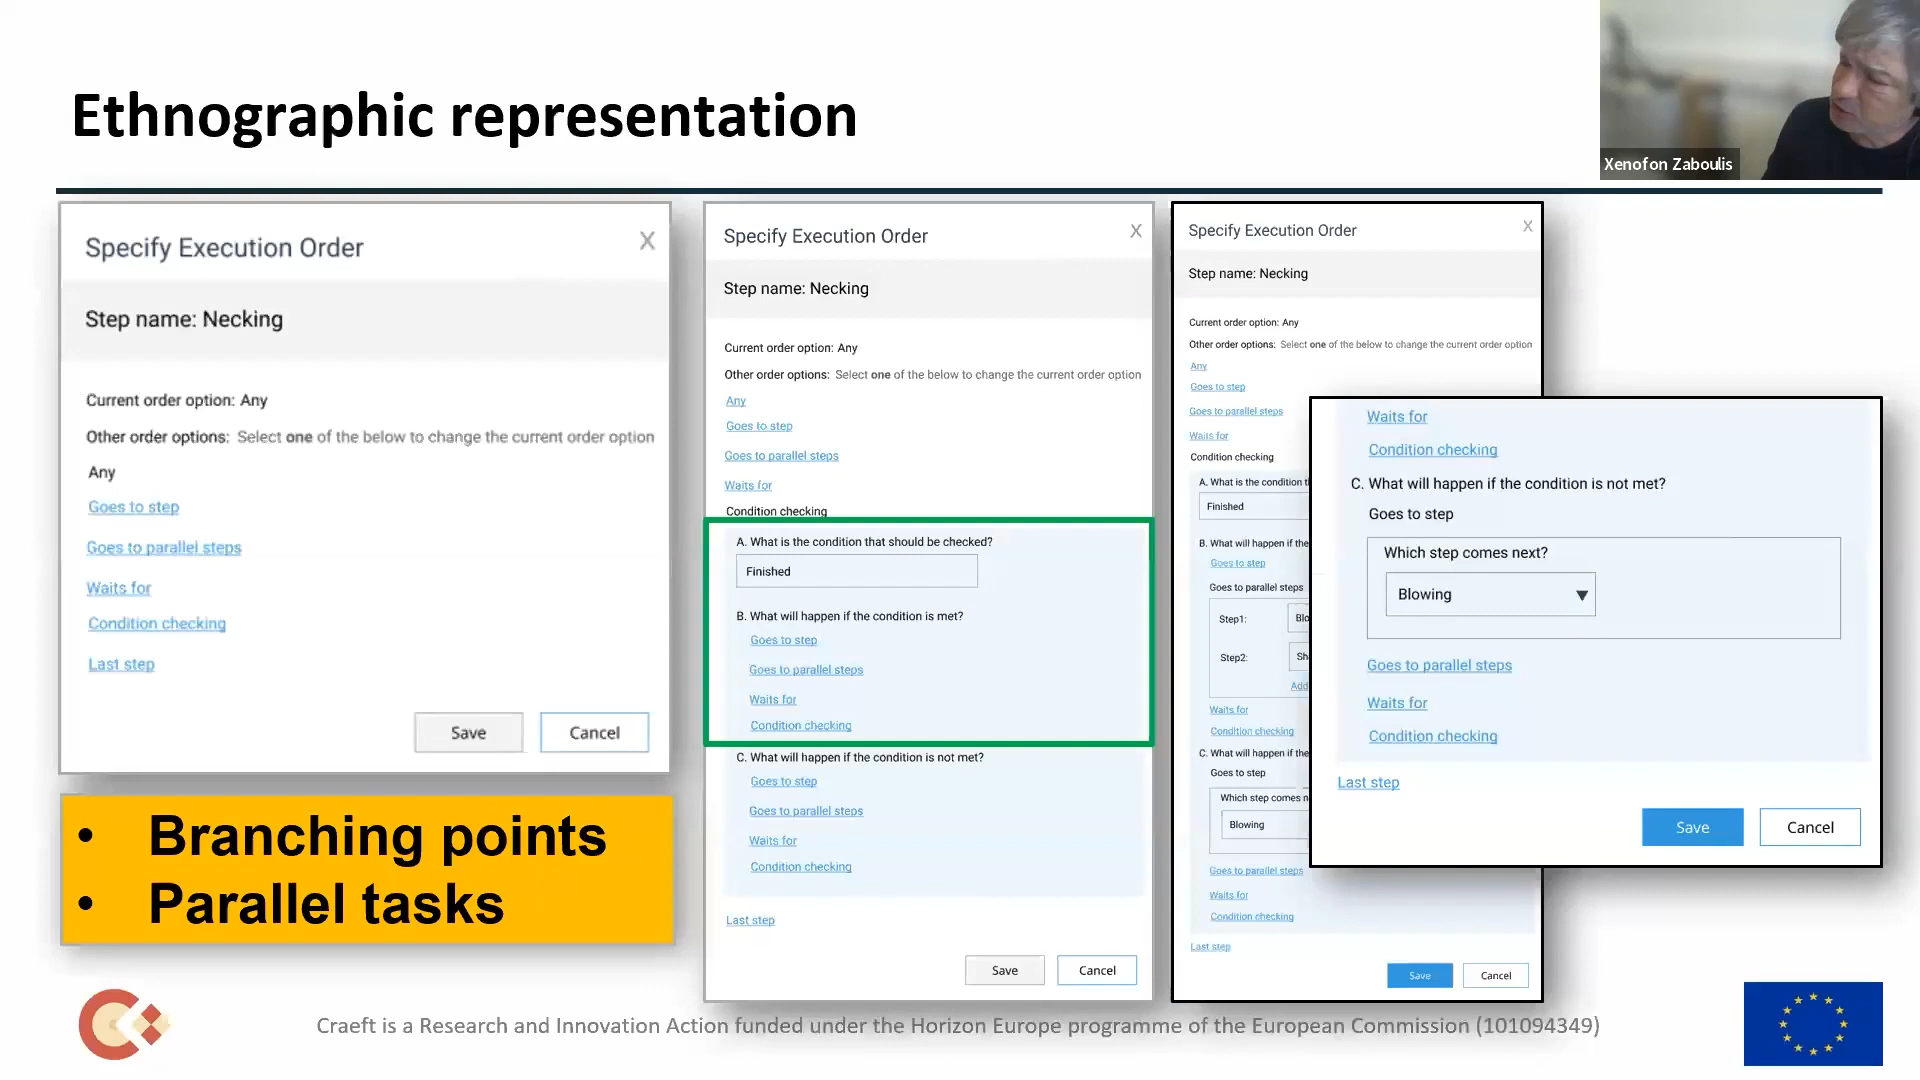 Ethnographic representation
Xenofon Zaboulis
Specify Execution Order
X
Step name: Necking
Current order option: Any
Other order options: Select one of the below to change the current order option
Any
Goes to step
Goes to parallel steps
Waits for
Condition checking
Last step
Save
Cancel
• Branching points
• Parallel tasks
Specify Execution Order
X
Step name: Necking
Current order option: Any
Other order options: Select one of the below to change the current order option
Any
Goes to step
Goes to parallel steps
Waits for
Condition checking
A. What is the condition that should be checked?
Finished
B. What will happen if the condition is met?
Goes to step
Goes to parallel steps
Waits for
Condition checking
C. What will happen if the condition is not met?
Goes to step
Goes to parallel steps
Waits for
Condition checking
Last step
Save
Cancel
Specify Execution Order
X
Step name: Necking
Current order option: Any
Other order options: Select one of the below to change the current order option
Any
Goes to step
Goes to parallel steps
Waits for
Condition checking
A. What is the condition
Finished
B. What will happen if the
Goes to step
Goes to parallel steps
Step1:
Step2:
Add
Waits for
Condition checking
C. What will happen if the
Goes to step
Which step comes
Blowing
Goes to parallel steps
Waits for
Condition checking
Last step
Save
Cancel
Waits for
Condition checking
C. What will happen if the condition is not met?
Goes to step
Which step comes next?
Blowing
Goes to parallel steps
Waits for
Condition checking
Last step
Save
Cancel
Craeft is a Research and Innovation Action funded under the Horizon Europe programme of the European Commission (101094349)